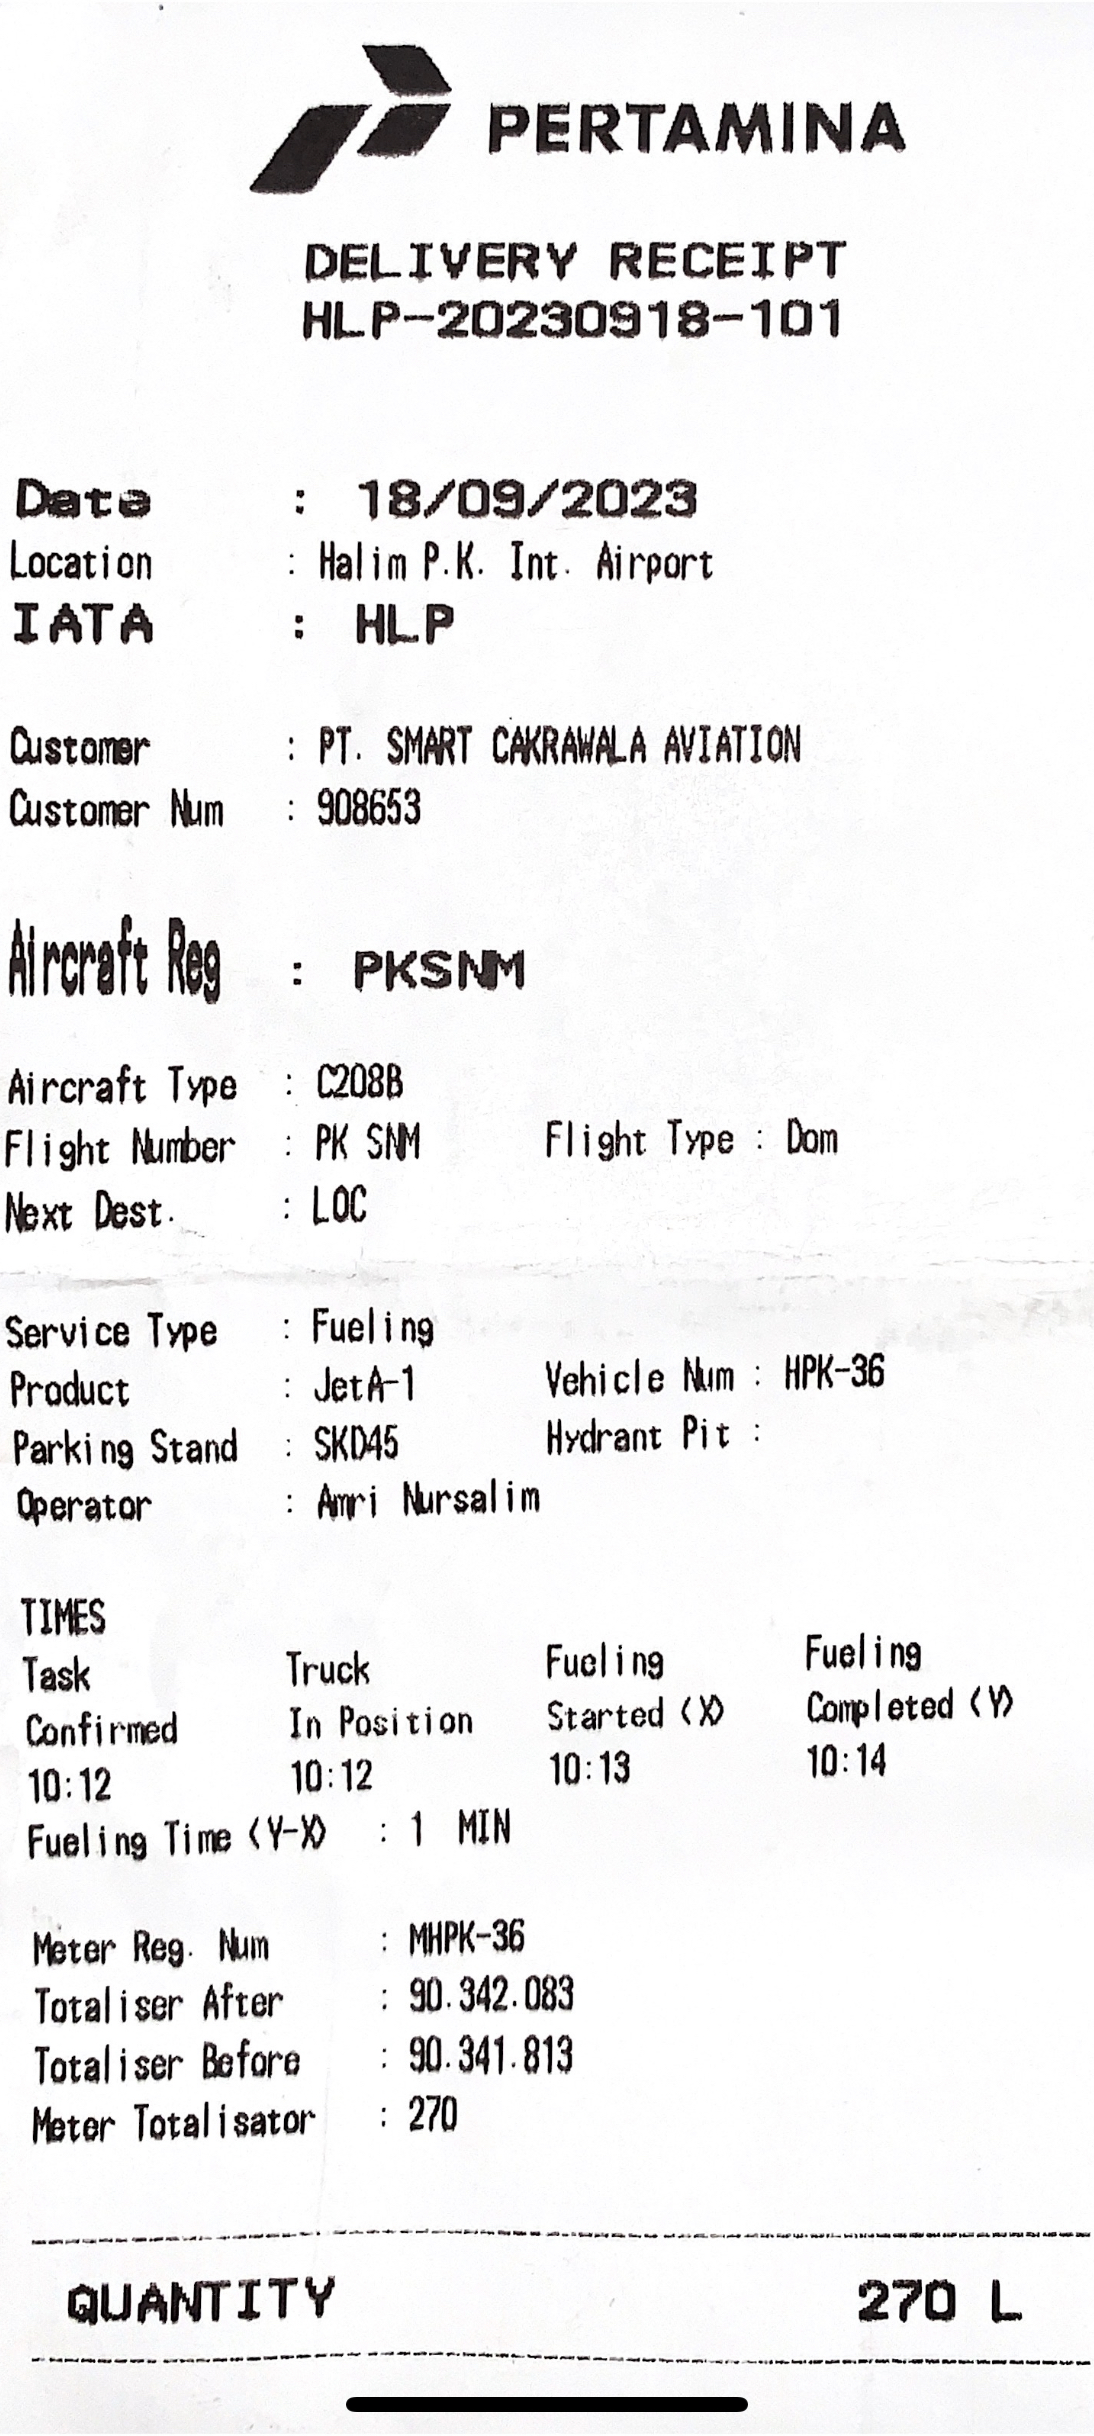 PERTAMINA
DELIVERY RECEIPT
HLP-20230918-101
Date : 18/09/2023
Location : Halim P.K. Int. Airport
IATA : HLP
Customer : PT. SMART CAKRAWALA AVIATION
Customer Num : 908653
Aircraft Reg : PKSNM
Aircraft Type : C208B
Flight Number : PK SNM Flight Type : Dom
Next Dest. : LOC
Service Type : Fueling
Product : JetA-1 Vehicle Num : HPK-36
Parking Stand : SKD45 Hydrant Pit :
Operator : Amri Nursalim
TIMES
Task Truck Fueling Fueling
Confirmed In Position Started (X) Completed (Y)
10:12 10:12 10:13 10:14
Fueling Time (Y-X) : 1 MIN
Meter Reg. Num : MHPK-36
Totaliser After : 90.342.083
Totaliser Before : 90.341.813
Meter Totalisator : 270
QUANTITY 270 L